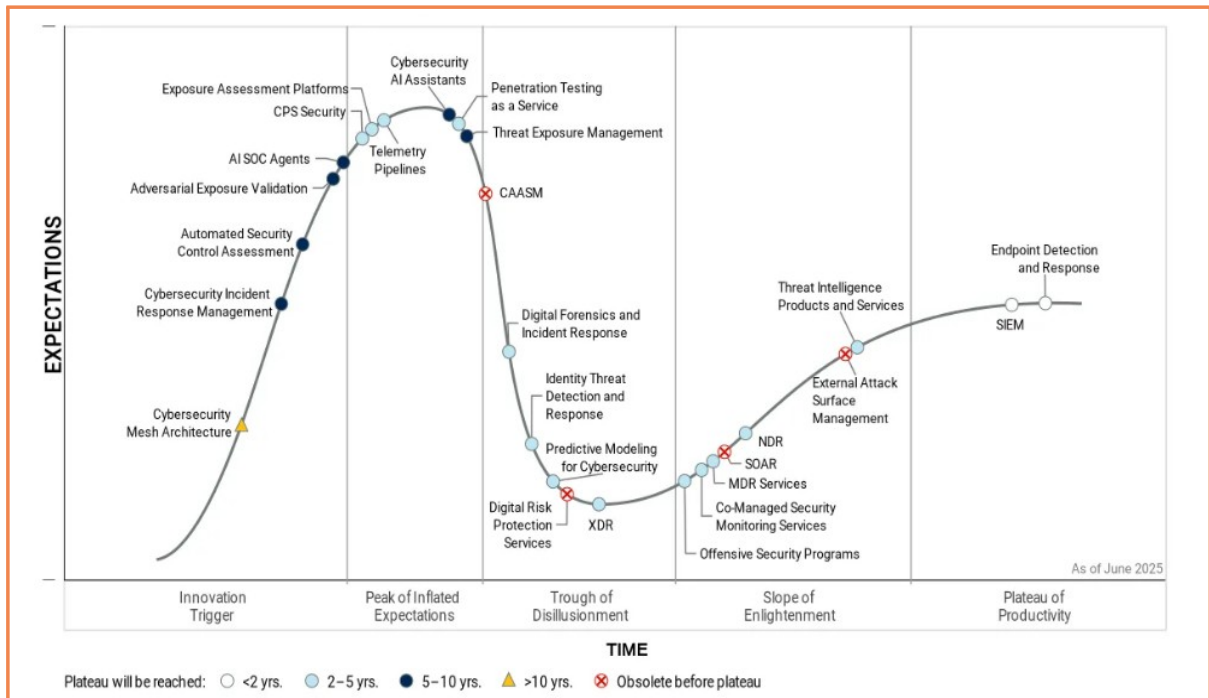 Cybersecurity
AI Assistants
Exposure Assessment Platforms
Penetration Testing
as a Service
CPS Security
Threat Exposure Management
Telemetry
Pipelines
AI SOC Agents
Adversarial Exposure Validation
CAASM
Automated Security
Control Assessment
Cybersecurity Incident
Response Management
Cybersecurity
Mesh Architecture
Digital Forensics and
Incident Response
Identity Threat
Detection and
Response
Predictive Modeling
for Cybersecurity
Digital Risk
Protection
Services
XDR
Endpoint Detection
and Response
Threat Intelligence
Products and Services
SIEM
External Attack
Surface
Management
NDR
SOAR
MDR Services
Co-Managed Security
Monitoring Services
Offensive Security Programs
EXPECTATIONS
As of June 2025
Innovation
Trigger
Peak of Inflated
Expectations
Trough of
Disillusionment
Slope of
Enlightenment
Plateau of
Productivity
TIME
Plateau will be reached: <2 yrs. 2–5 yrs. 5–10 yrs. >10 yrs. Obsolete before plateau